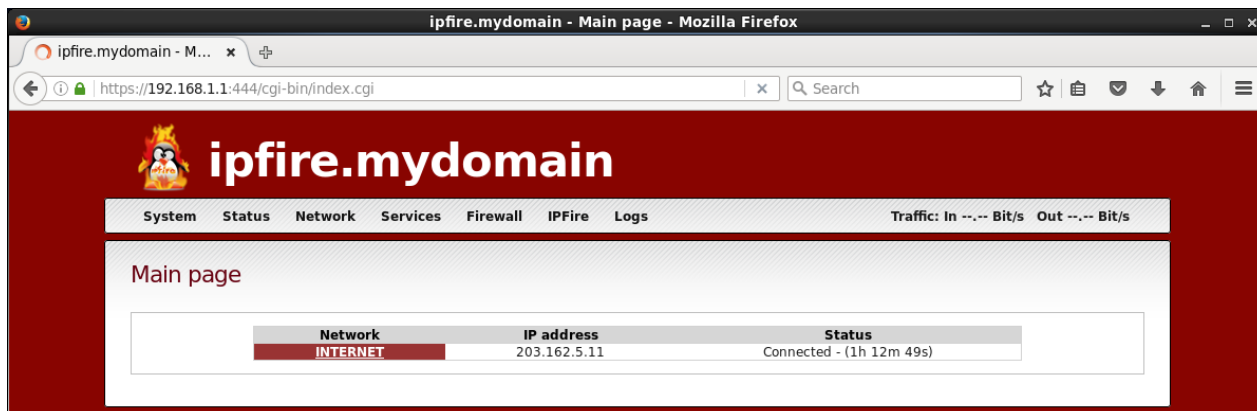 ipfire.mydomain - Main page - Mozilla Firefox
ipfire.mydomain - M...
https://192.168.1.1:444/cgi-bin/index.cgi
Search
ipfire.mydomain
System Status Network Services Firewall IPFire Logs Traffic: In --.-- Bit/s Out --.-- Bit/s
Main page
Network IP address Status
INTERNET 203.162.5.11 Connected - (1h 12m 49s)